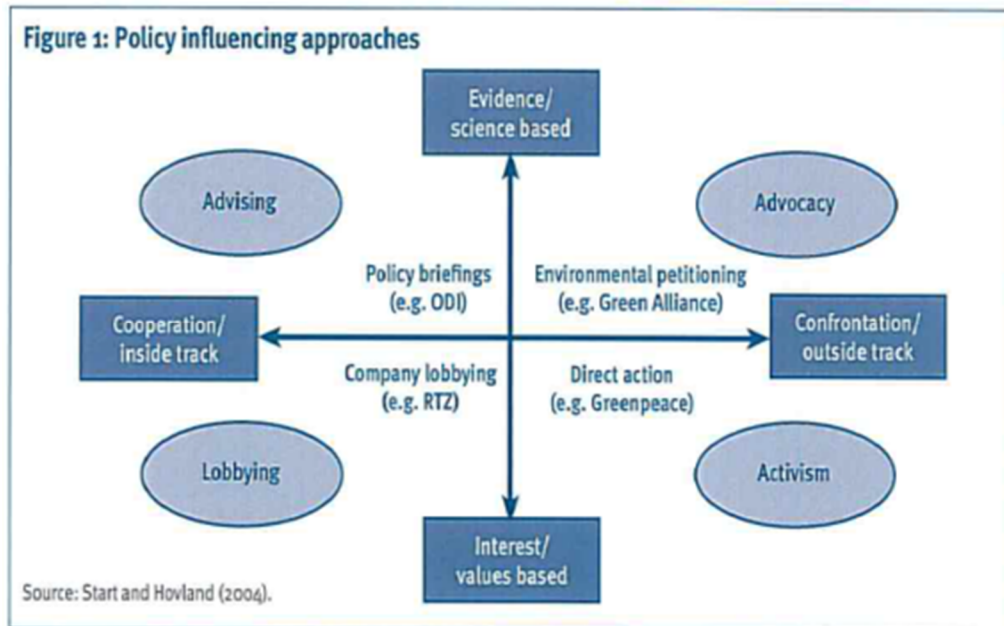 Figure 1: Policy influencing approaches
Evidence/
science based
Advising
Advocacy
Policy briefings
(e.g. ODI)
Environmental petitioning
(e.g. Green Alliance)
Cooperation/
inside track
Confrontation/
outside track
Company lobbying
(e.g. RTZ)
Direct action
(e.g. Greenpeace)
Lobbying
Activism
Interest/
values based
Source: Start and Hovland (2004).